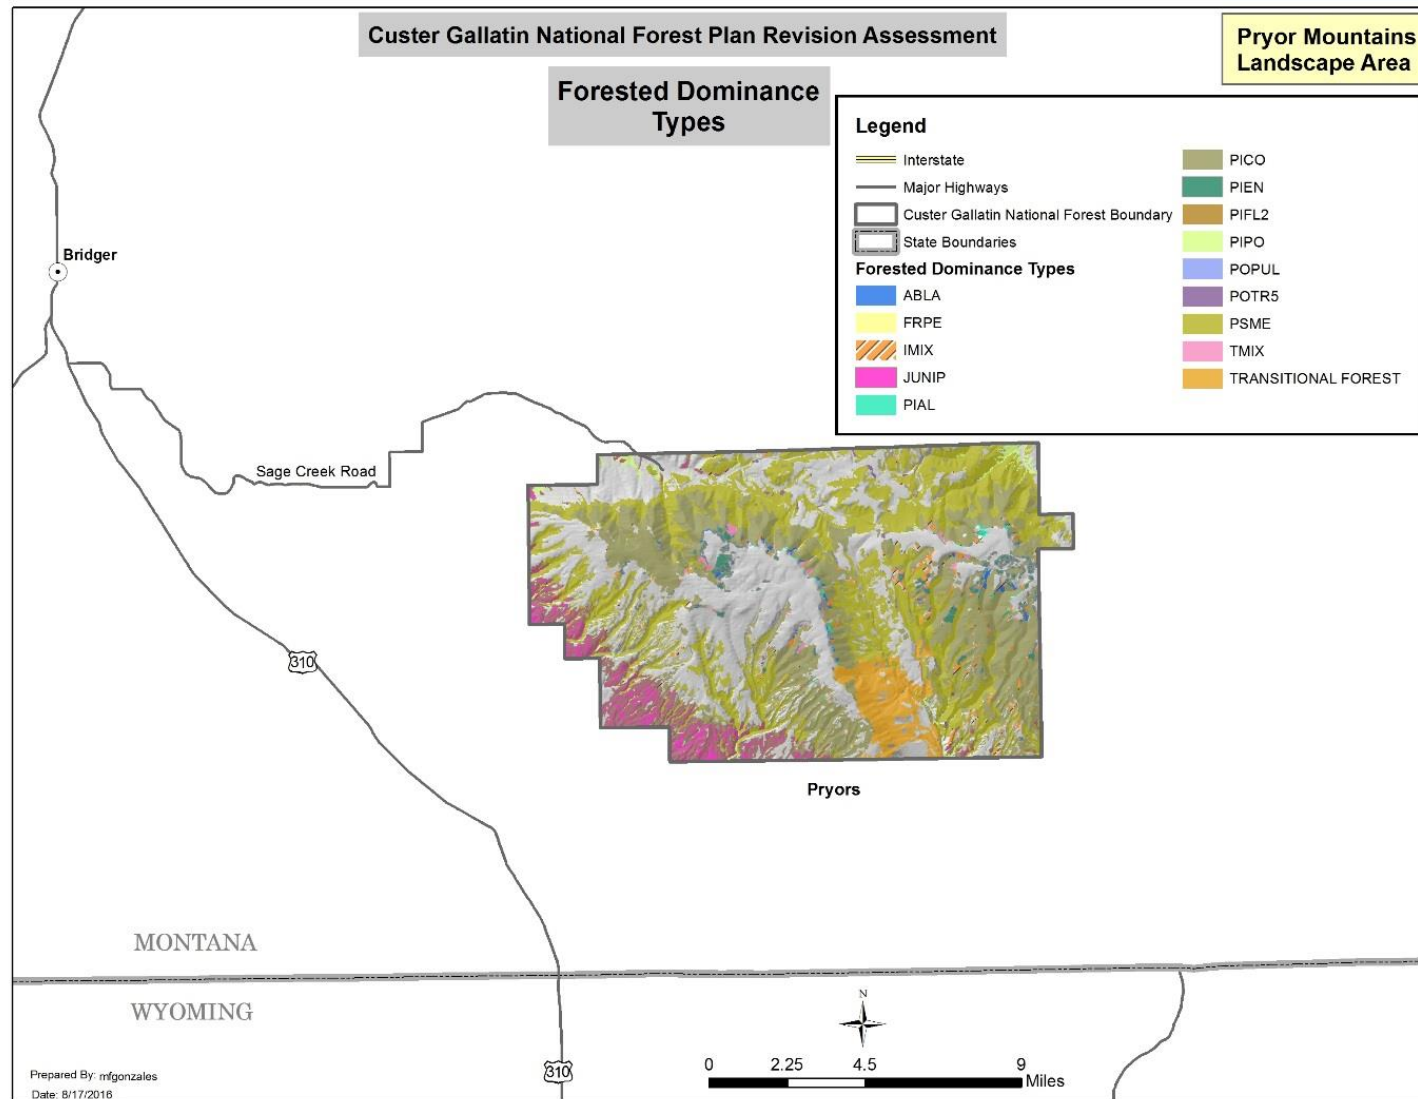 Custer Gallatin National Forest Plan Revision Assessment
Pryor Mountains
Landscape Area
Forested Dominance
Types
Legend
Interstate
Major Highways
Custer Gallatin National Forest Boundary
State Boundaries
Forested Dominance Types
ABLA
FRPE
IMIX
JUNIP
PIAL
PICO
PIEN
PIFL2
PIPO
POPUL
POTR5
PSME
TMIX
TRANSITIONAL FOREST
Bridger
Sage Creek Road
310
Pryors
MONTANA
WYOMING
N
310
0 2.25 4.5 9
Miles
Prepared By: mfgonzales
Date: 8/17/2016